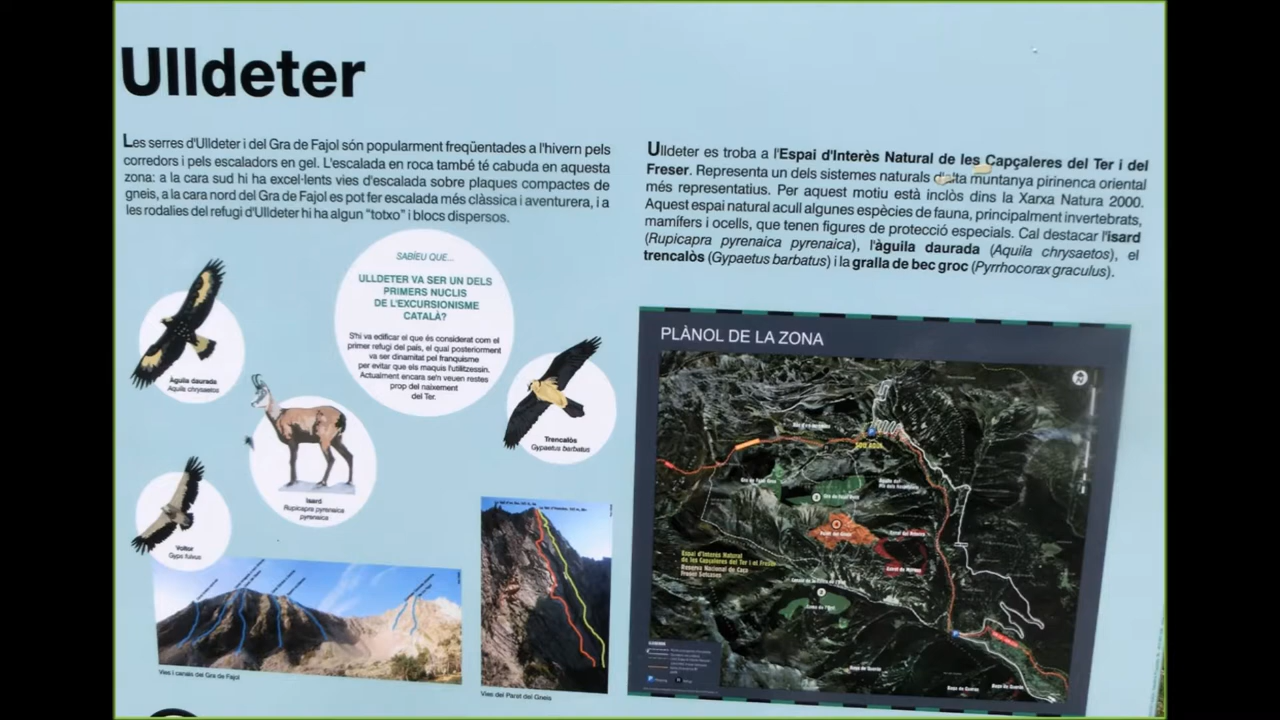 Ulldeter
Les serres d'Ulldeter i del Gra de Fajol són popularment freqüentades a l'hivern pels
corredors i pels escaladors en gel. L'escalada en roca també té cabuda en aquesta
zona: a la cara sud hi ha excel·lents vies d'escalada sobre plaques compactes de
gneis, a la cara nord del Gra de Fajol es pot fer escalada més clàssica i aventurera, i a
les rodalies del refugi d'Ulldeter hi ha algun "totxo" i blocs dispersos.
Ulldeter es troba a l'Espai d'Interès Natural de les Capçaleres del Ter i del
Freser. Representa un dels sistemes naturals d'alta muntanya pirinenca oriental
més representatius. Per aquest motiu està inclòs dins la Xarxa Natura 2000.
Aquest espai natural acull algunes espècies de fauna, principalment invertebrats,
mamífers i ocells, que tenen figures de protecció especials. Cal destacar l'isard
(Rupicapra pyrenaica pyrenaica), l'àguila daurada (Aquila chrysaetos), el
trencalòs (Gypaetus barbatus) i la gralla de bec groc (Pyrrhocorax graculus).
SABÍEU QUE...
ULLDETER VA SER UN DELS
PRIMERS NUCLIS
DE L'EXCURSIONISME
CATALÀ?
S'hi va edificar el que és considerat com el
primer refugi del país, el qual posteriorment
va ser dinamitat pel franquisme
per evitar que els maquis l'utilitzessin.
Actualment encara se'n veuen restes
prop del naixement
del Ter.
Àguila daurada
Aquila chrysaetos
Trencalòs
Gypaetus barbatus
Isard
Rupicapra pyrenaica
pyrenaica
Voltor
Gyps fulvus
Vies i canals del Gra de Fajol
Vies del Parat del Gneis
PLÀNOL DE LA ZONA
Espai d'Interès Natural
de les Capçaleres del Ter i el Freser
Reserva Nacional de Caça
Freser Setcases